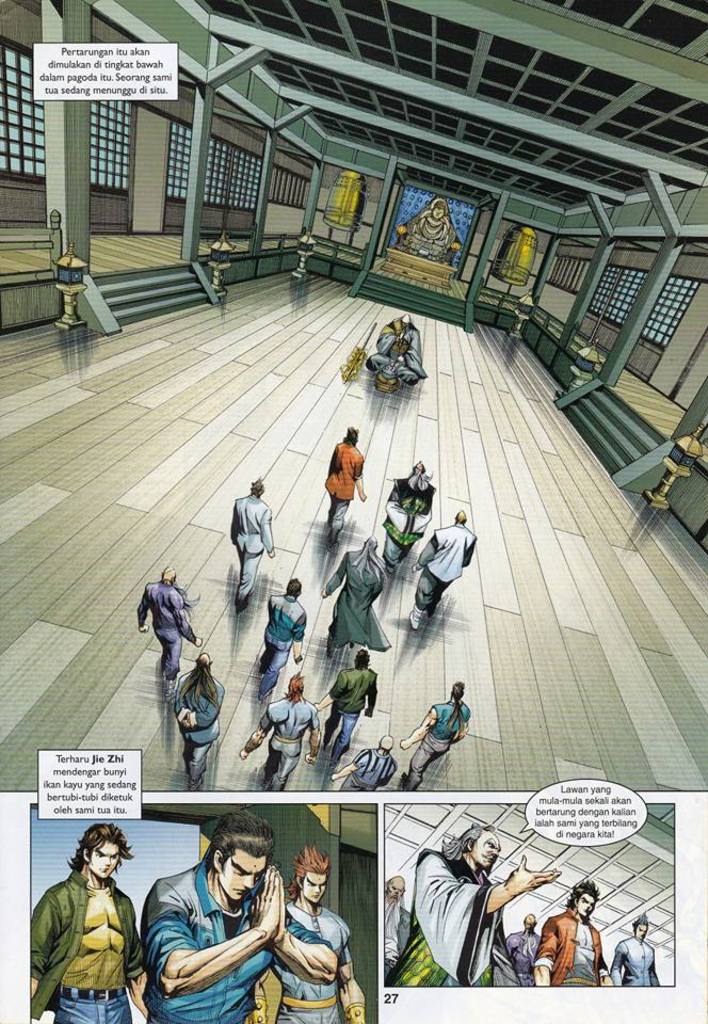 Pertarungan itu akan
dimulakan di tingkat bawah
dalam pagoda itu. Seorang sami
tua sedang menunggu di situ.
Terharu Jie Zhi
mendengar bunyi
ikan kayu yang sedang
bertubi-tubi diketuk
oleh sami tua itu.
Lawan yang
mula-mula sekali akan
bertarung dengan kalian
ialah sami yang terbilang
di negara kita!
27